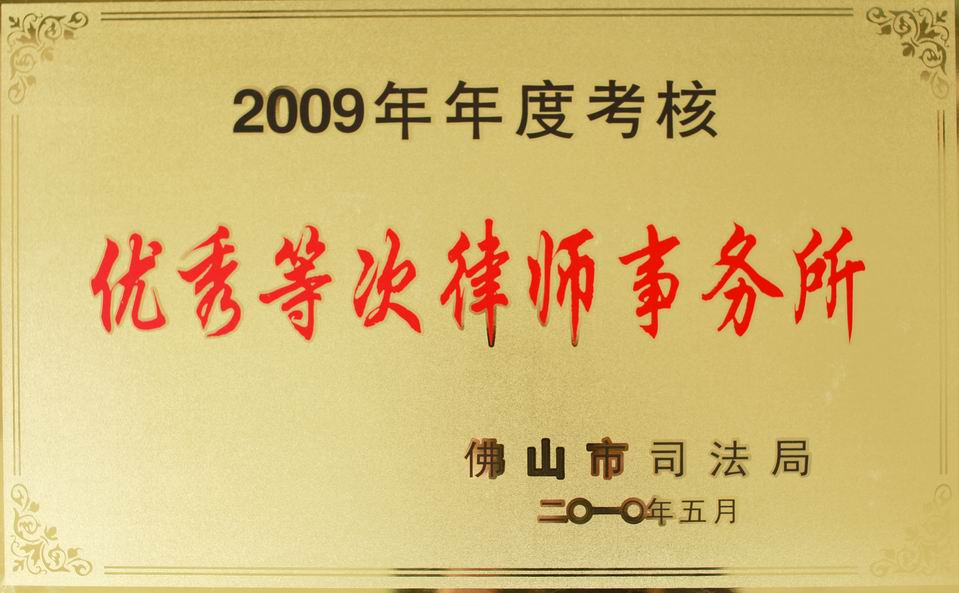 2009年年度考核
优秀等次律师事务所
佛山市司法局
二〇一〇年五月